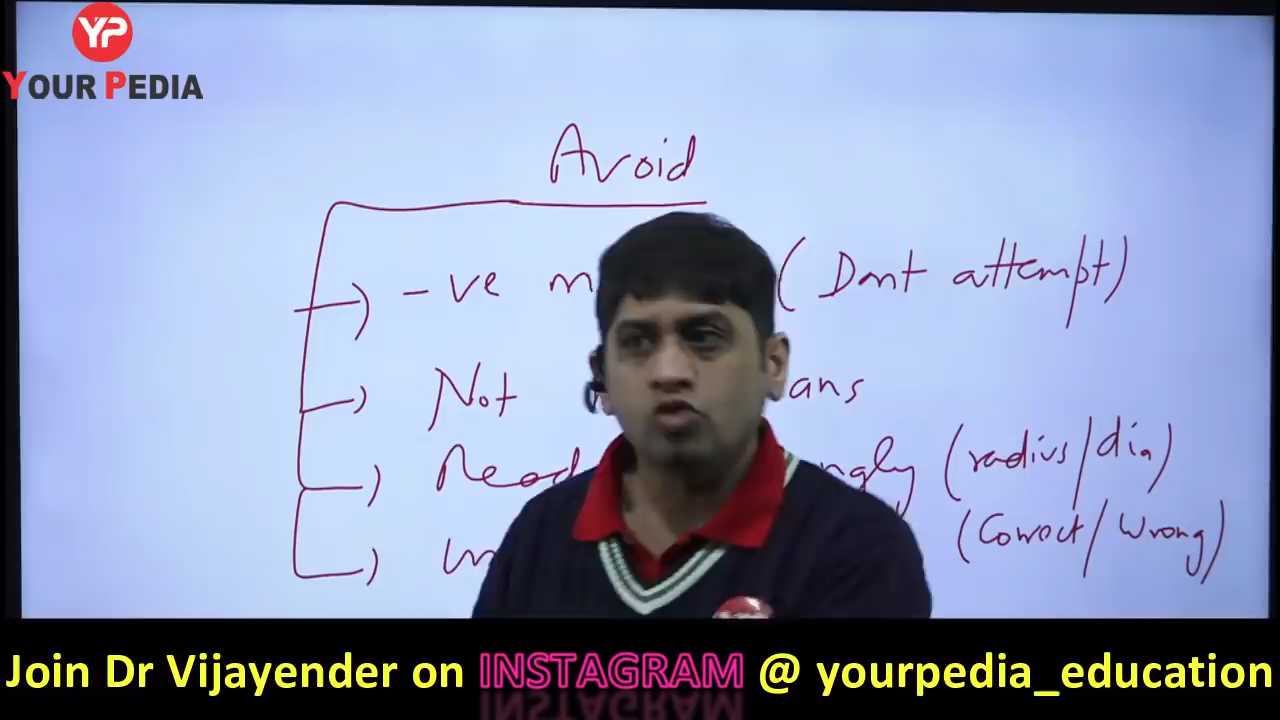 YP
YOUR PEDIA
Avoid
-ve (Dont attempt)
Not ans
Read ngly (radius/dia)
(Correct/Wrong)
Join Dr Vijayender on INSTAGRAM @ yourpedia_education